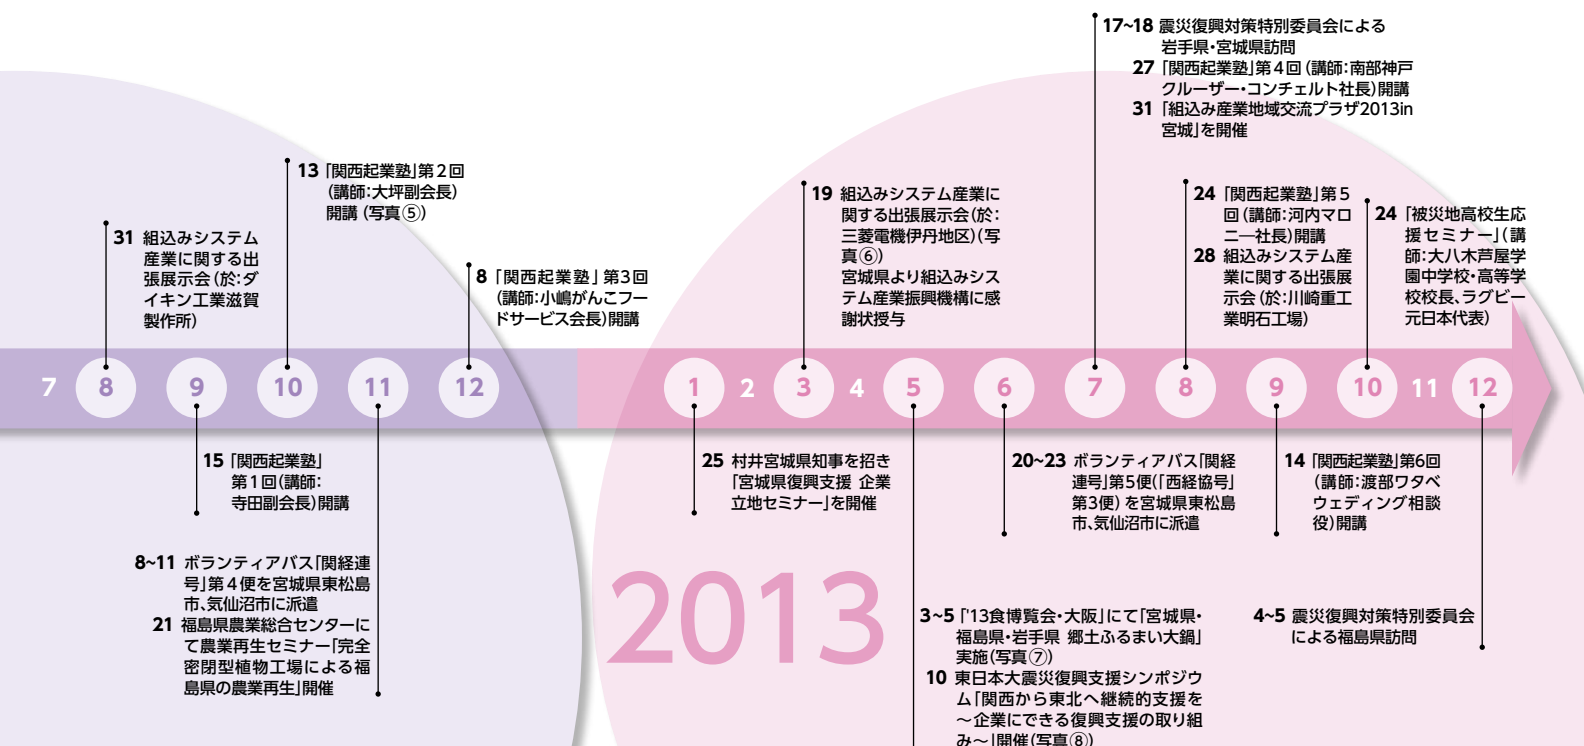 17~18 震災復興対策特別委員会による
岩手県・宮城県訪問
27 「関西起業塾」第4回(講師:南部神戸
クルーザー・コンチェルト社長)開講
31 「組込み産業地域交流プラザ2013in
宮城」を開催
13 「関西起業塾」第2回
(講師:大坪副会長)
開講(写真⑤)
31 組込みシステム
産業に関する出
張展示会(於:ダ
イキン工業滋賀
製作所)
8 「関西起業塾」第3回
(講師:小嶋がんこフー
ドサービス会長)開講
19 組込みシステム産業に
関する出張展示会(於:
三菱電機伊丹地区)(写
真⑥)
宮城県より組込みシス
テム産業振興機構に感
謝状授与
24 「関西起業塾」第5
回(講師:河内マロ
ニ―社長)開講
28 組込みシステム産
業に関する出張展
示会(於:川崎重工
業明石工場)
24 「被災地高校生応
援セミナー」(講
師:大八木芦屋学
園中学校・高等学
校校長、ラグビー
元日本代表)
7 8 9 10 11 12 1 2 3 4 5 6 7 8 9 10 11 12
15 「関西起業塾」
第1回(講師:
寺田副会長)開講
8~11 ボランティアバス「関経連
号」第4便を宮城県東松島
市、気仙沼市に派遣
21 福島県農業総合センターに
て農業再生セミナー「完全
密閉型植物工場による福
島県の農業再生」開催
25 村井宮城県知事を招き
「宮城県復興支援 企業
立地セミナー」を開催
20~23 ボランティアバス「関経
連号」第5便(「西経協号」
第3便)を宮城県東松島
市、気仙沼市に派遣
14 「関西起業塾」第6回
(講師:渡部ワタベ
ウェディング相談
役)開講
2013
3~5 「'13食博覧会・大阪」にて「宮城県・
福島県・岩手県 郷土ふるまい大鍋」
実施(写真⑦)
10 東日本大震災復興支援シンポジウ
ム「関西から東北へ継続的支援を
～企業にできる復興支援の取り組
み～」開催(写真⑧)
4~5 震災復興対策特別委員会
による福島県訪問